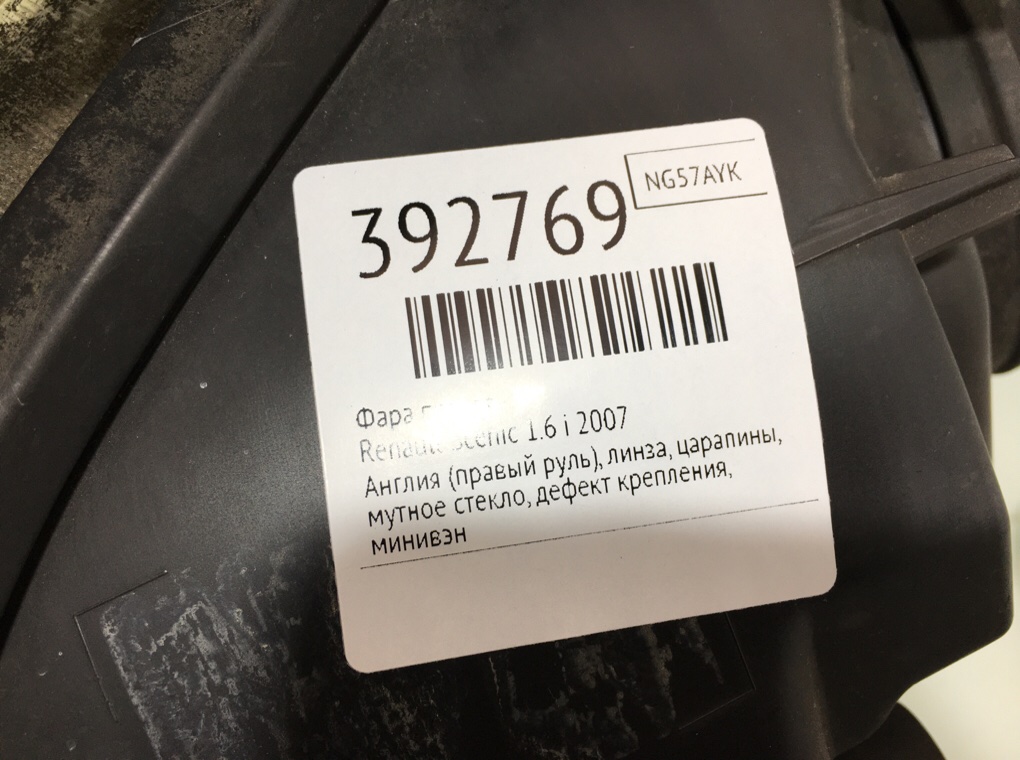 NG57AYK
392769
Фара
Renault Scenic 1.6 i 2007
Англия (правый руль), линза, царапины,
мутное стекло, дефект крепления,
минивэн